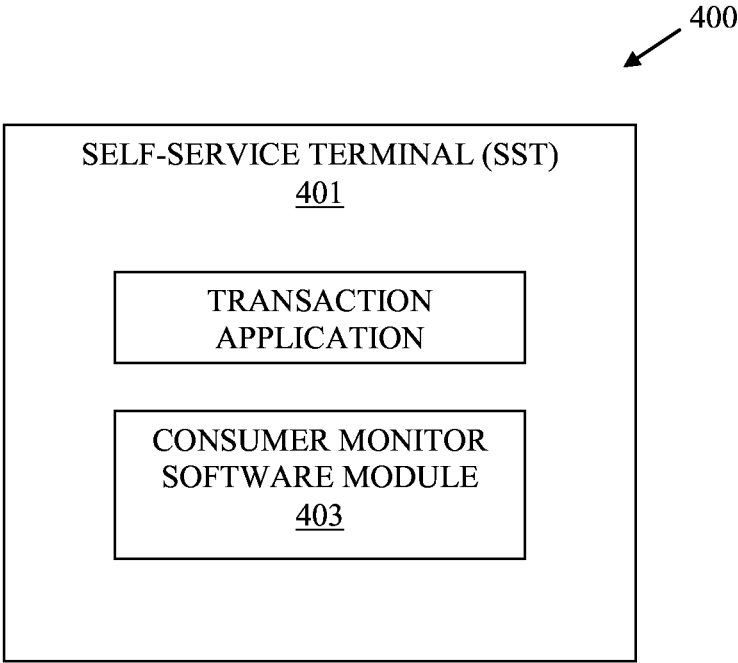 400
SELF-SERVICE TERMINAL (SST)
401
TRANSACTION
APPLICATION
CONSUMER MONITOR
SOFTWARE MODULE
403